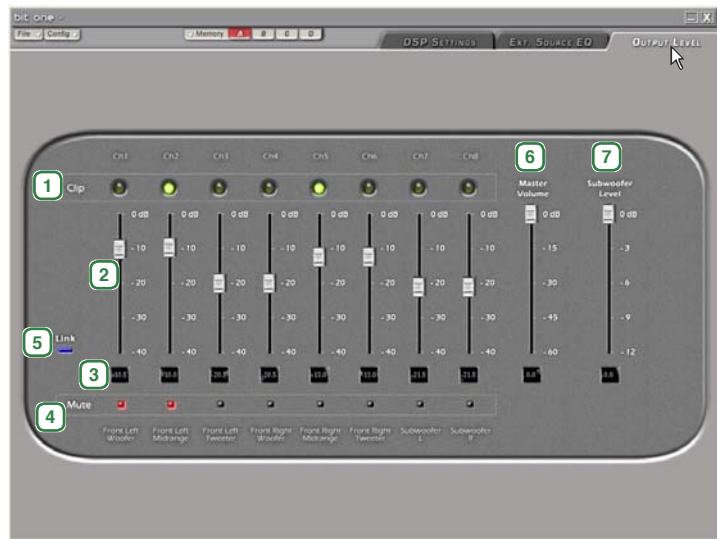 bit one
File Config Memory A B C D
DSP SETTINGS EXT. SOURCE EQ OUTPUT LEVEL
6 7
Ch1 Ch2 Ch3 Ch4 Ch5 Ch6 Ch7 Ch8
Master Volume Subwoofer Level
1 Clip
0 dB 0 dB 0 dB 0 dB 0 dB 0 dB 0 dB 0 dB 0 dB 0 dB
-10 -10 -10 -10 -10 -10 -10 -10 -15 -3
2
-20 -20 -20 -20 -20 -20 -20 -20 -30 -6
-30 -30 -30 -30 -30 -30 -30 -30 -45 -9
5 Link
-40 -40 -40 -40 -40 -40 -40 -40 -60 -12
3
4 Mute
Front Left Woofer
Front Left Midrange
Front Left Tweeter
Front Right Woofer
Front Right Midrange
Front Right Tweeter
Subwoofer L
Subwoofer R